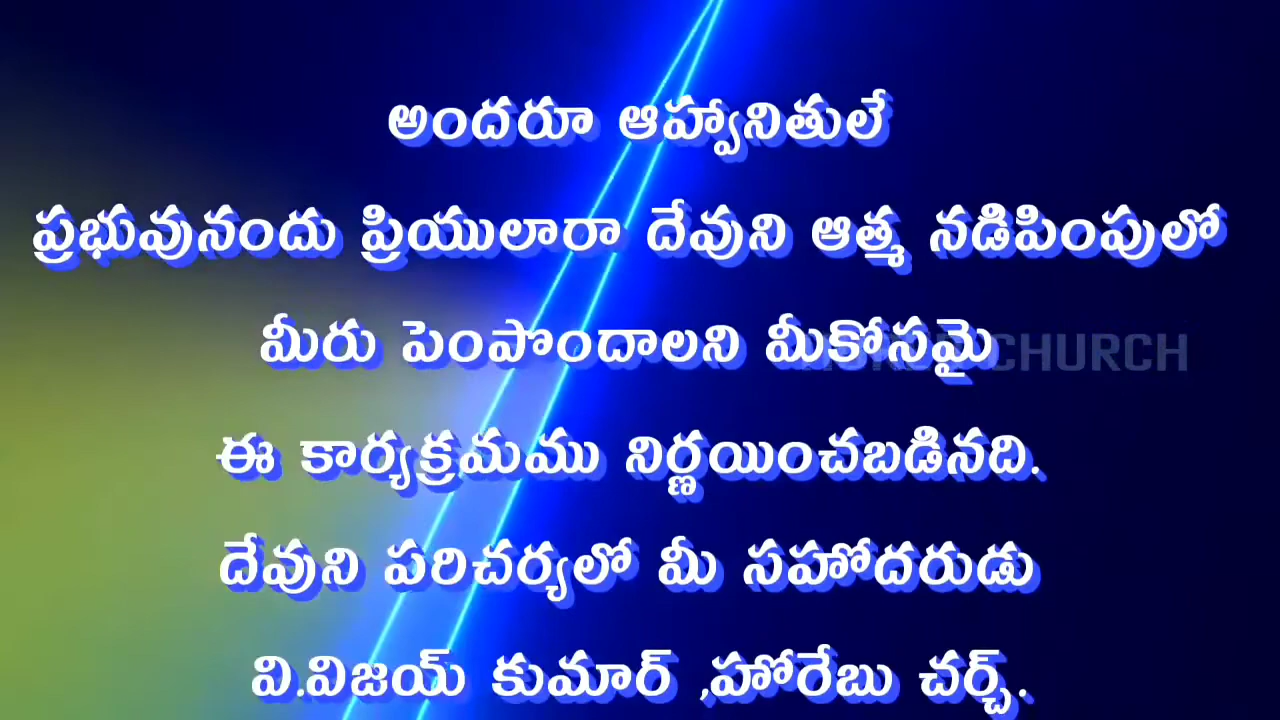 అందరూ ఆహ్వానితులే
ప్రభువునందు ప్రియులారా దేవుని ఆత్మ నడిపింపులో
మీరు పెంపొందాలని మీకోసమై
CHURCH
ఈ కార్యక్రమము నిర్ణయించబడినది.
దేవుని పరిచర్యలో మీ సహోదరుడు
వి.విజయ్ కుమార్ ,హోరేబు చర్చ్.